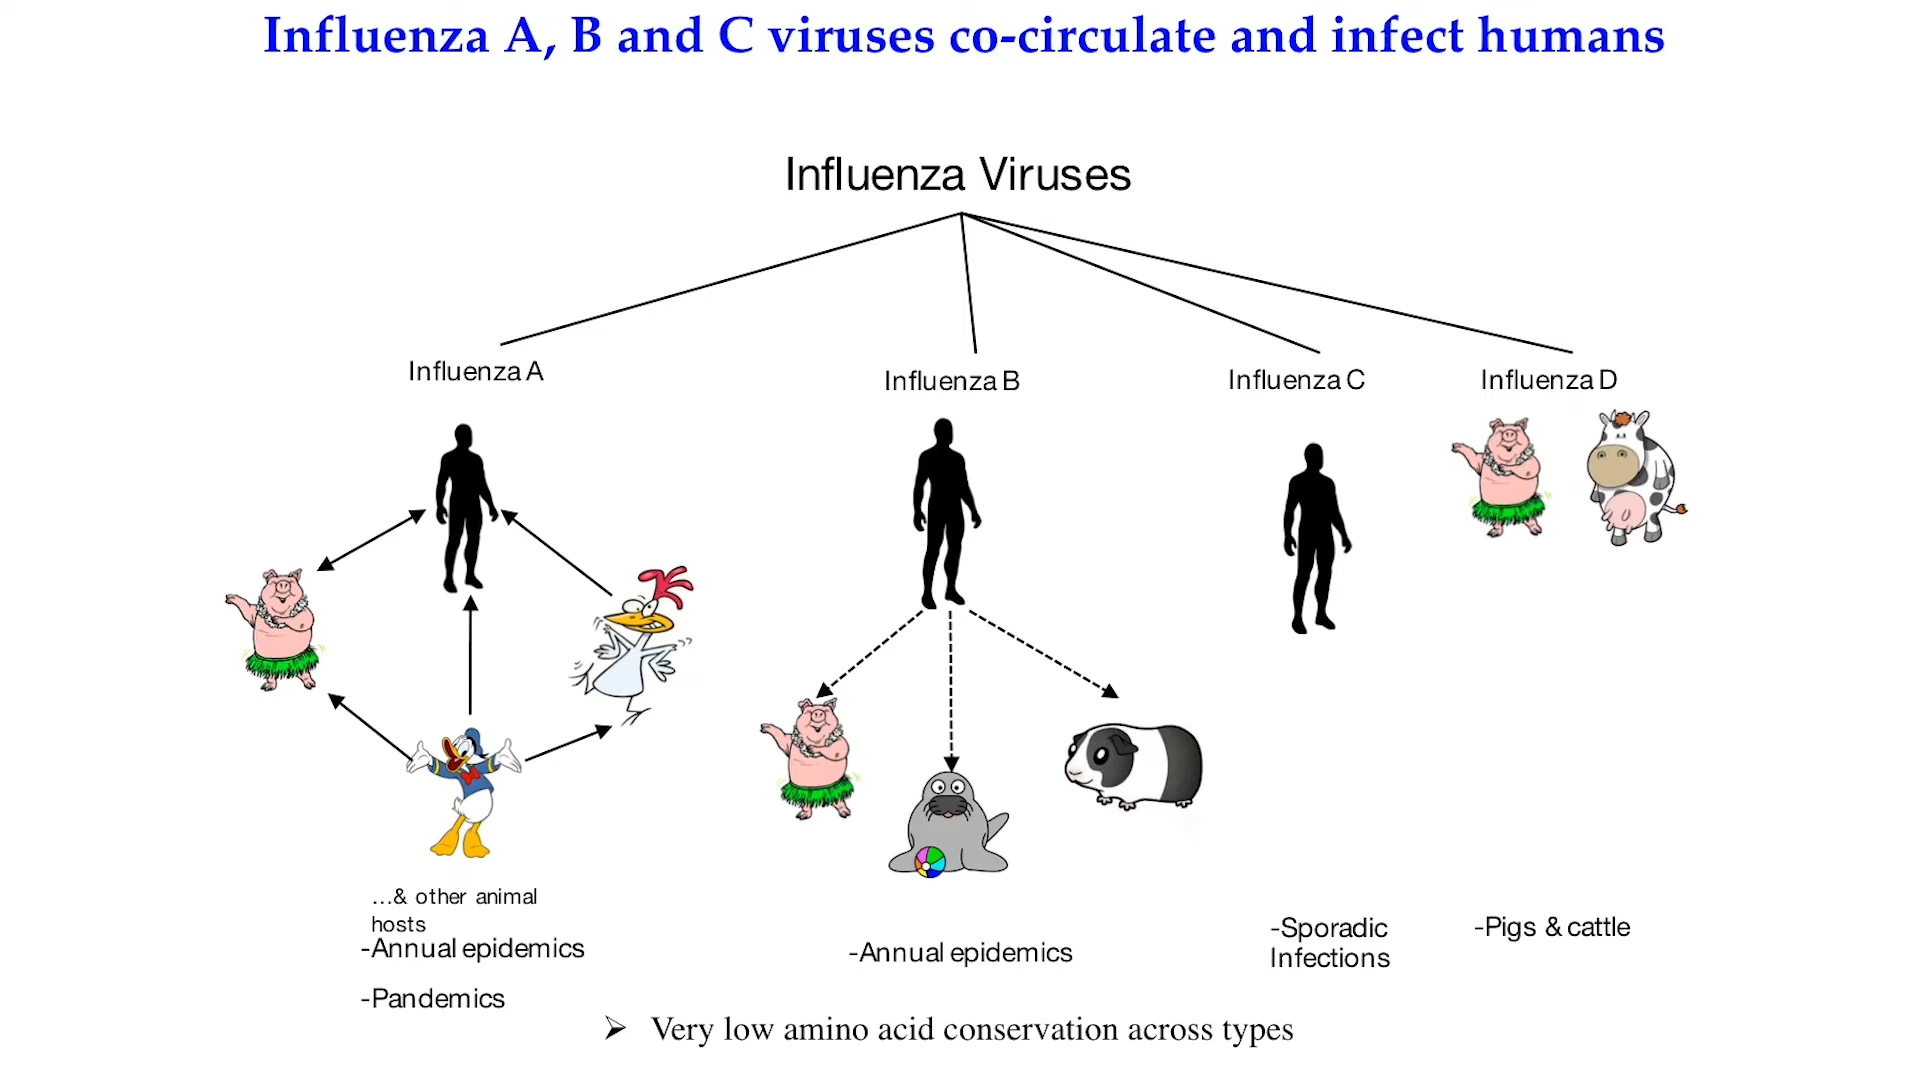 Influenza A, B and C viruses co-circulate and infect humans
Influenza Viruses
Influenza A
Influenza B
Influenza C
Influenza D
...& other animal
hosts
-Annual epidemics
-Pandemics
-Annual epidemics
-Sporadic
Infections
-Pigs & cattle
➢ Very low amino acid conservation across types